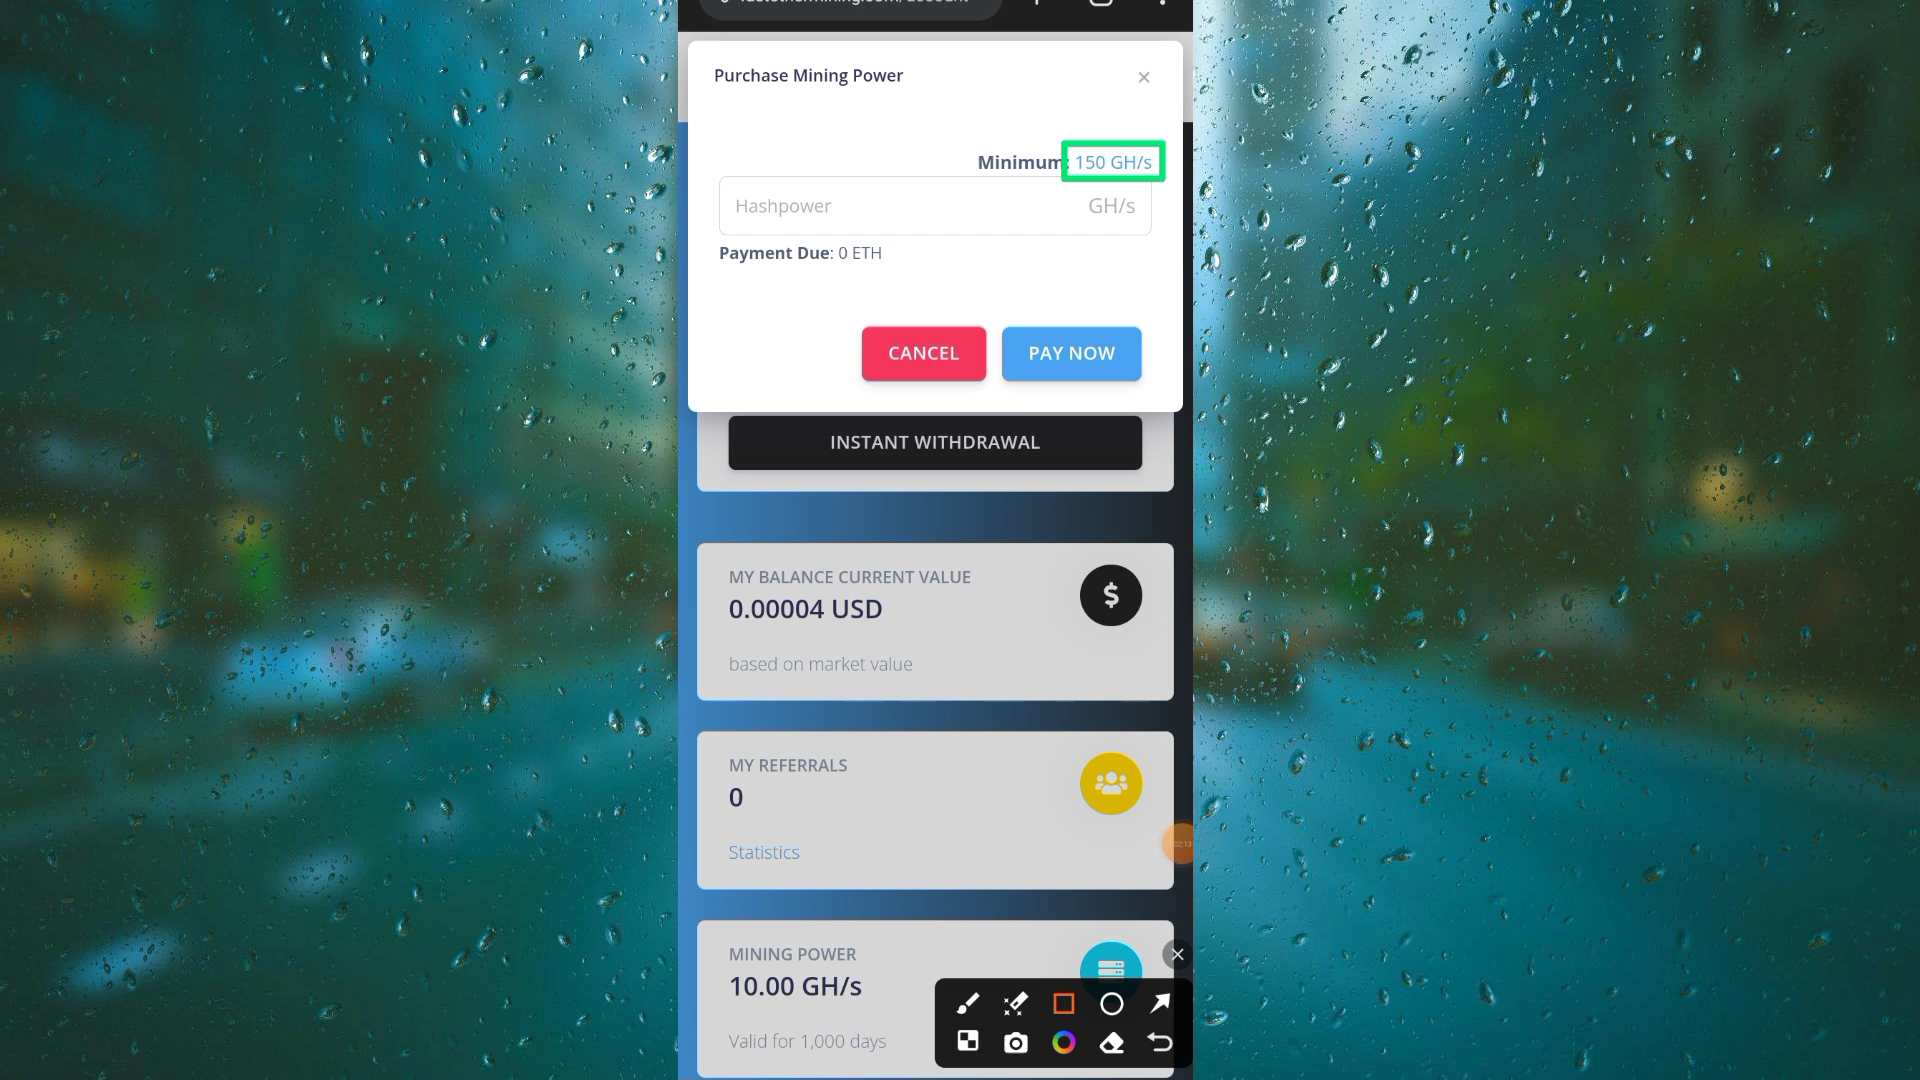 Purchase Mining Power
Minimum: 150 GH/s
Hashpower GH/s
Payment Due: 0 ETH
CANCEL PAY NOW
INSTANT WITHDRAWAL
MY BALANCE CURRENT VALUE
0.00004 USD
based on market value
MY REFERRALS
0
Statistics
02:13
MINING POWER
10.00 GH/s
Valid for 1,000 days